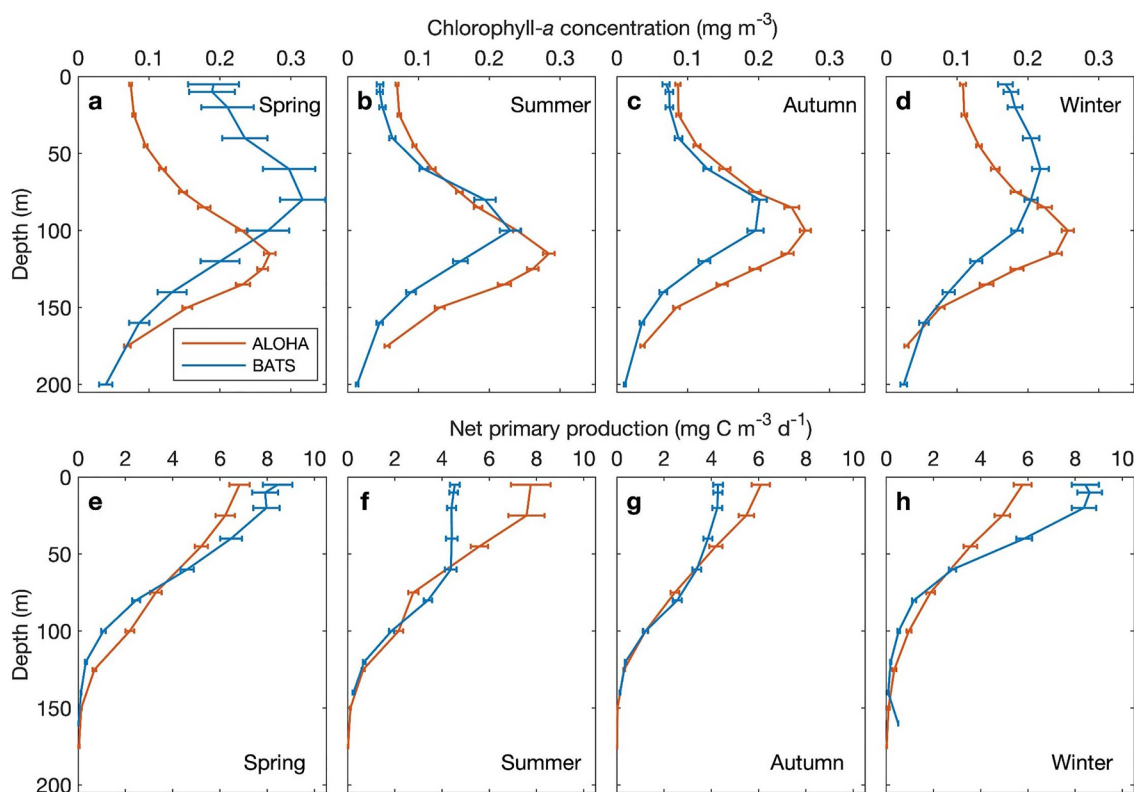 Chlorophyll-a concentration (mg m⁻³)
0 0.1 0.2 0.3 0 0.1 0.2 0.3 0 0.1 0.2 0.3 0 0.1 0.2 0.3
0
50
100
150
200
Depth (m)
a Spring
b Summer
c Autumn
d Winter
ALOHA
BATS
Net primary production (mg C m⁻³ d⁻¹)
0 2 4 6 8 10 0 2 4 6 8 10 0 2 4 6 8 10 0 2 4 6 8 10
0
50
100
150
200
Depth (m)
e
f
g
h
Spring
Summer
Autumn
Winter